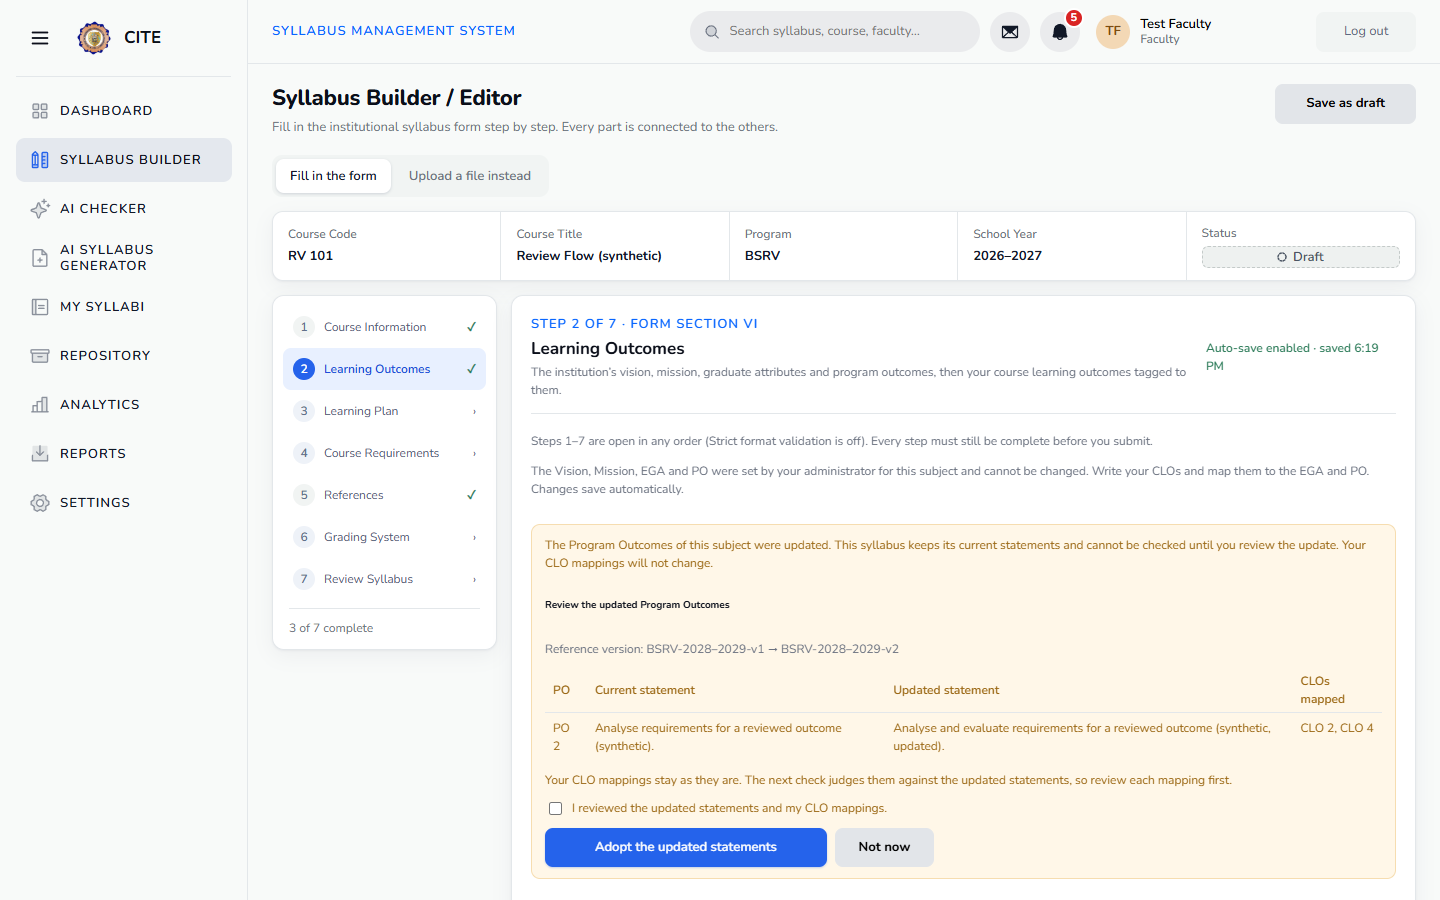 CITE
DASHBOARD
SYLLABUS BUILDER
AI CHECKER
AI SYLLABUS
GENERATOR
MY SYLLABI
REPOSITORY
ANALYTICS
REPORTS
SETTINGS
SYLLABUS MANAGEMENT SYSTEM
Search syllabus, course, faculty...
5
TF
Test Faculty
Faculty
Log out
Syllabus Builder / Editor
Fill in the institutional syllabus form step by step. Every part is connected to the others.
Save as draft
Fill in the form
Upload a file instead
Course Code
RV 101
Course Title
Review Flow (synthetic)
Program
BSRV
School Year
2026–2027
Status
Draft
1 Course Information ✓
2 Learning Outcomes ✓
3 Learning Plan ›
4 Course Requirements ›
5 References ✓
6 Grading System ›
7 Review Syllabus ›
3 of 7 complete
STEP 2 OF 7 · FORM SECTION VI
Learning Outcomes
The institution's vision, mission, graduate attributes and program outcomes, then your course learning outcomes tagged to
them.
Auto-save enabled · saved 6:19
PM
Steps 1–7 are open in any order (Strict format validation is off). Every step must still be complete before you submit.
The Vision, Mission, EGA and PO were set by your administrator for this subject and cannot be changed. Write your CLOs and map them to the EGA and PO.
Changes save automatically.
The Program Outcomes of this subject were updated. This syllabus keeps its current statements and cannot be checked until you review the update. Your
CLO mappings will not change.
Review the updated Program Outcomes
Reference version: BSRV-2028–2029-v1 → BSRV-2028–2029-v2
PO
Current statement
Updated statement
CLOs
mapped
PO
2
Analyse requirements for a reviewed outcome
(synthetic).
Analyse and evaluate requirements for a reviewed outcome (synthetic,
updated).
CLO 2, CLO 4
Your CLO mappings stay as they are. The next check judges them against the updated statements, so review each mapping first.
I reviewed the updated statements and my CLO mappings.
Adopt the updated statements
Not now